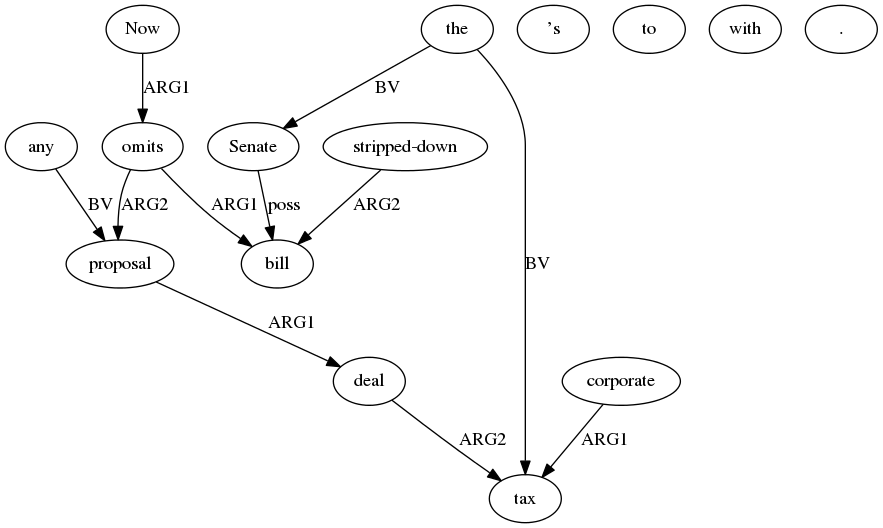 Now the ’s to with .
ARG1 BV
any omits Senate stripped-down
BV ARG2 ARG1 poss ARG2
proposal bill BV
ARG1
deal corporate
ARG2 ARG1
tax